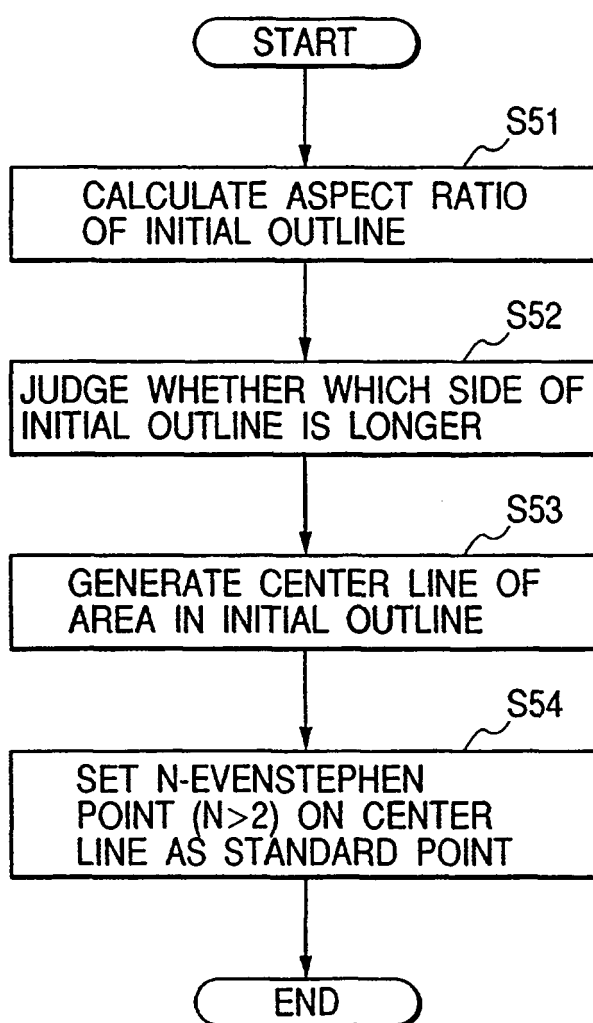 START
S51
CALCULATE ASPECT RATIO
OF INITIAL OUTLINE
S52
JUDGE WHETHER WHICH SIDE OF
INITIAL OUTLINE IS LONGER
S53
GENERATE CENTER LINE OF
AREA IN INITIAL OUTLINE
S54
SET N-EVENSTEPHEN
POINT (N>2) ON CENTER
LINE AS STANDARD POINT
END